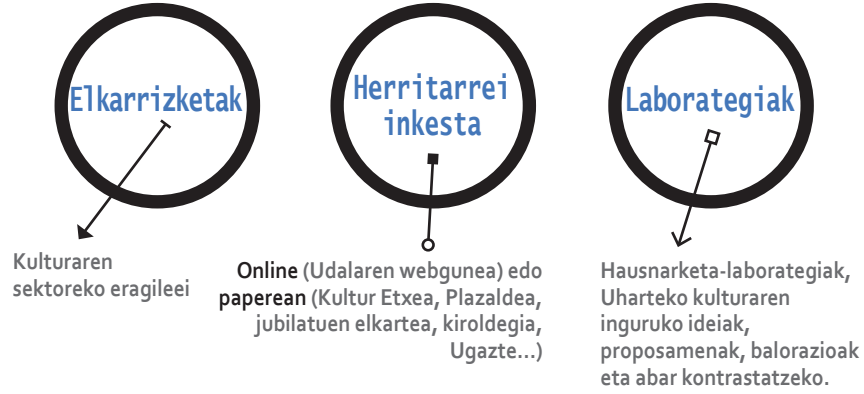 Elkarrizketak
Kulturaren
sektoreko eragileei
Herritarrei
inkesta
Online (Udalaren webgunea) edo
paperean (Kultur Etxea, Plazaldea,
jubilatuen elkartea, kiroldegia,
Ugazte...)
Laborategiak
Hausnarketa-laborategiak,
Uharteko kulturaren
inguruko ideiak,
proposamenak, balorazioak
eta abar kontrastatzeko.